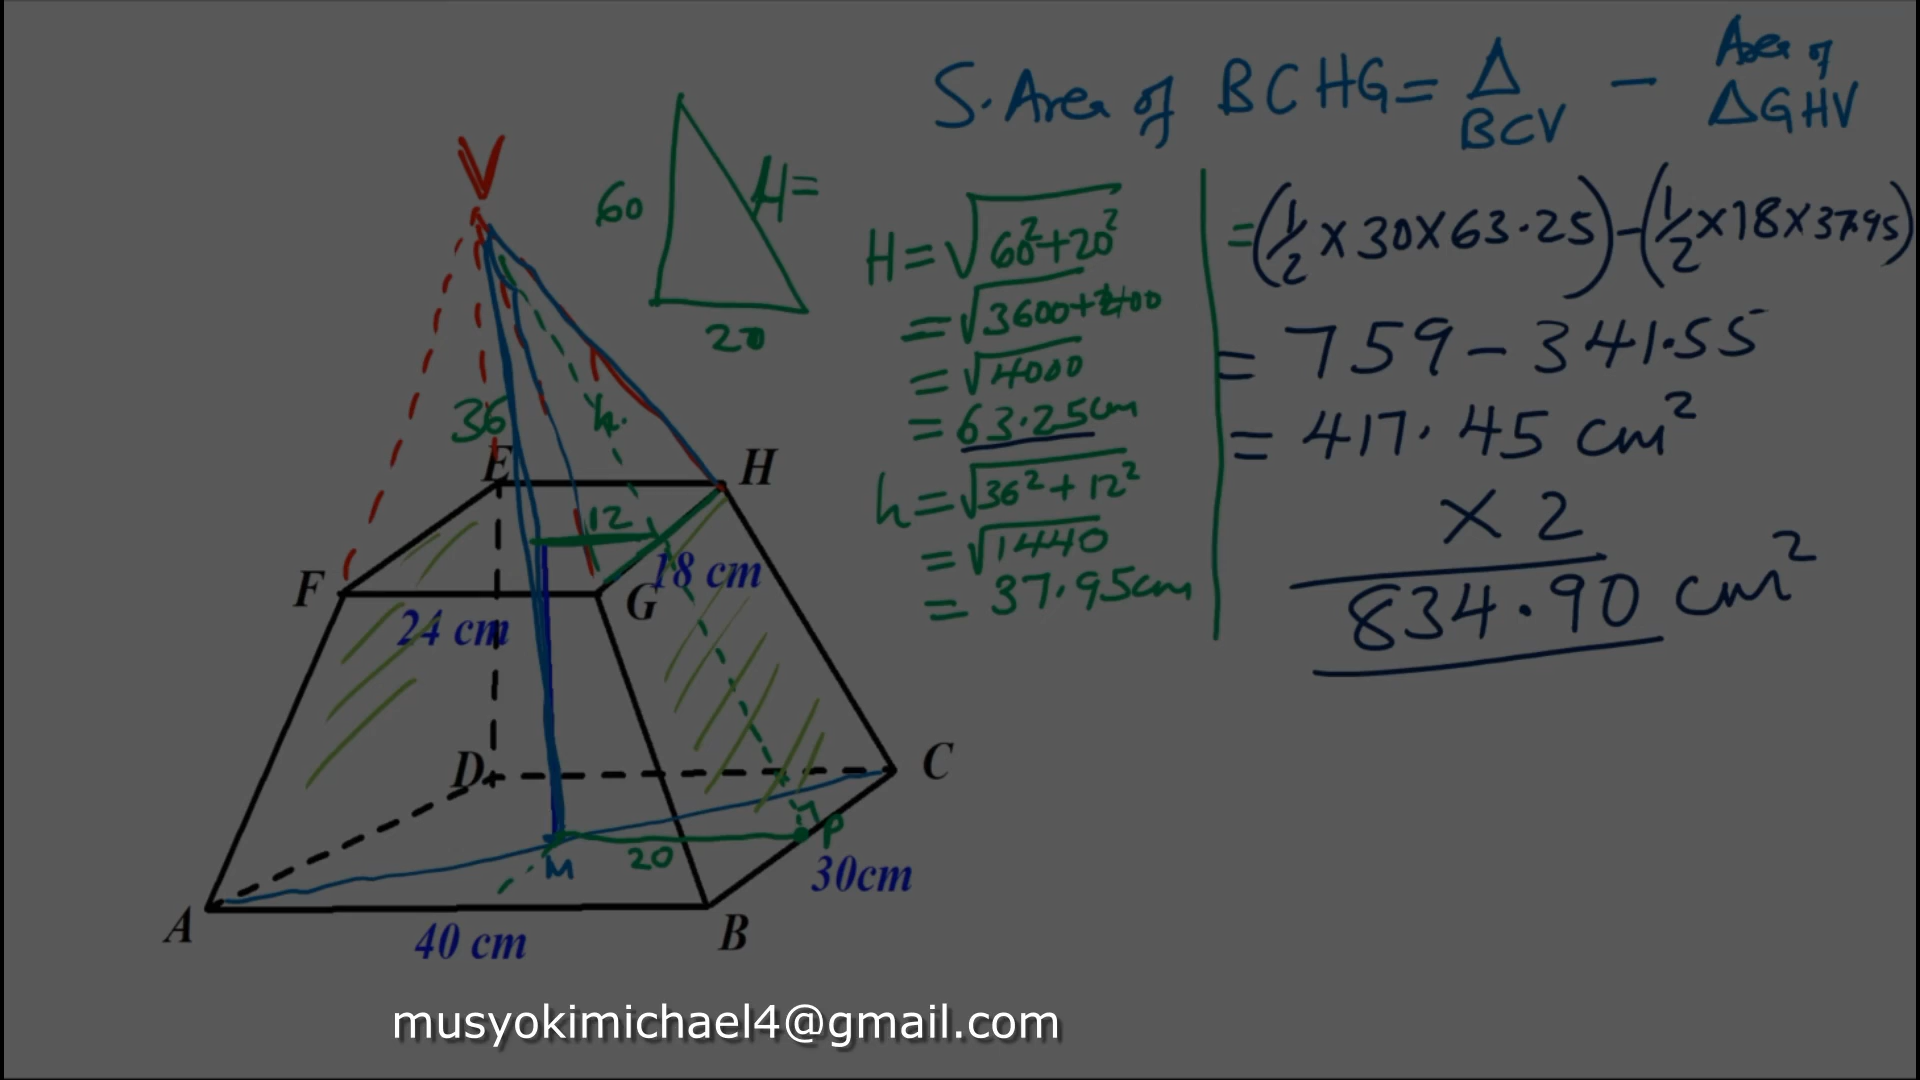 S. Area of BCHG = Δ BCV − Area of ΔGHV
V
60
H=
20
H = √60²+20²
= √3600+400
= √4000
= 63.25cm
h = √36² + 12²
= √1440
= 37.95cm
= (½ × 30 × 63.25) − (½ × 18 × 37.95)
= 759 − 341.55
= 417.45 cm²
× 2
834.90 cm²
36
h
E
H
12
18 cm
F
G
24 cm
D
C
M
20
P
30cm
A
B
40 cm
musyokimichael4@gmail.com